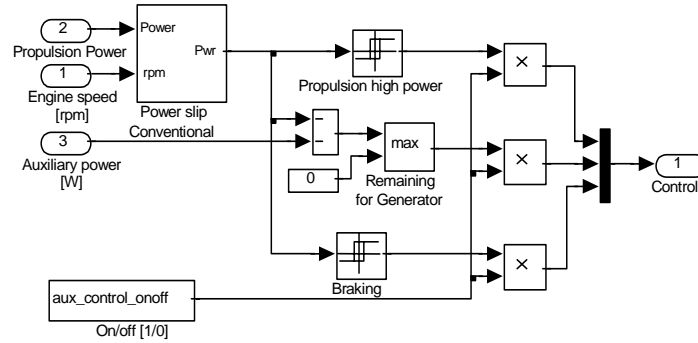 2
Propulsion Power
1
Engine speed
[rpm]
3
Auxiliary power
[W]
Power
rpm
Pwr
Power slip
Conventional
Propulsion high power
−
−
0
max
Remaining
for Generator
Braking
aux_control_onoff
On/off [1/0]
×
×
×
1
Control